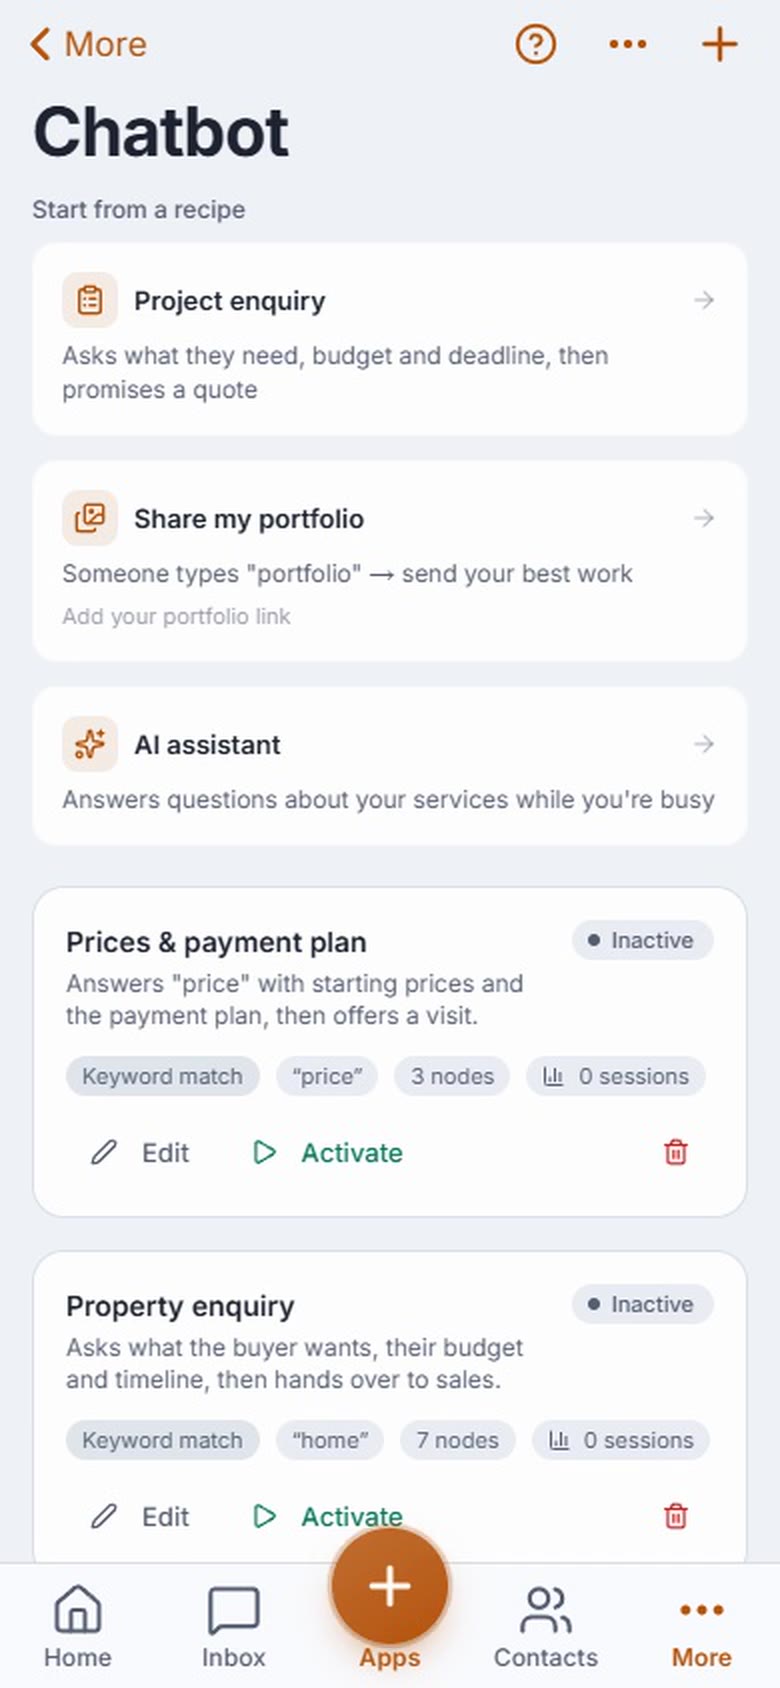 More
Chatbot
Start from a recipe
Project enquiry
Asks what they need, budget and deadline, then
promises a quote
Share my portfolio
Someone types "portfolio" → send your best work
Add your portfolio link
AI assistant
Answers questions about your services while you're busy
Prices & payment plan
Inactive
Answers "price" with starting prices and
the payment plan, then offers a visit.
Keyword match “price” 3 nodes 0 sessions
Edit Activate
Property enquiry
Inactive
Asks what the buyer wants, their budget
and timeline, then hands over to sales.
Keyword match “home” 7 nodes 0 sessions
Edit Activate
Home Inbox Apps Contacts More